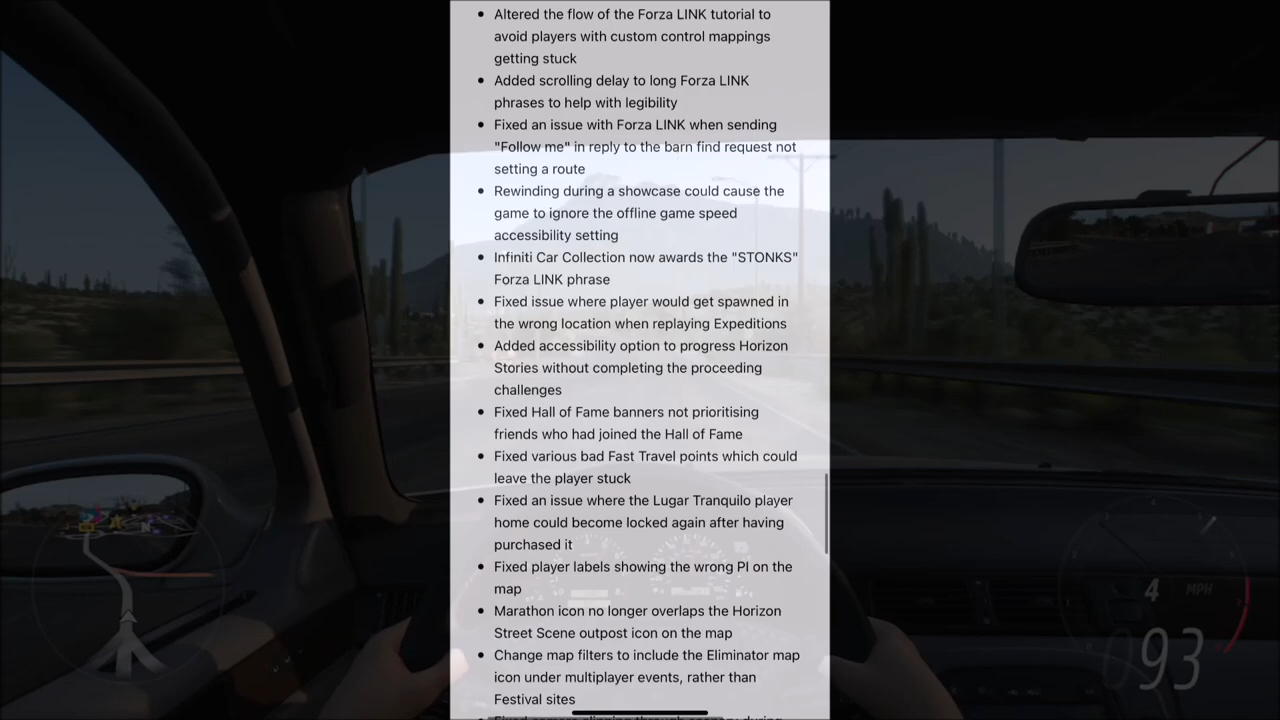 Altered the flow of the Forza LINK tutorial to
avoid players with custom control mappings
getting stuck
Added scrolling delay to long Forza LINK
phrases to help with legibility
Fixed an issue with Forza LINK when sending
"Follow me" in reply to the barn find request not
setting a route
Rewinding during a showcase could cause the
game to ignore the offline game speed
accessibility setting
Infiniti Car Collection now awards the "STONKS"
Forza LINK phrase
Fixed issue where player would get spawned in
the wrong location when replaying Expeditions
Added accessibility option to progress Horizon
Stories without completing the proceeding
challenges
Fixed Hall of Fame banners not prioritising
friends who had joined the Hall of Fame
Fixed various bad Fast Travel points which could
leave the player stuck
Fixed an issue where the Lugar Tranquilo player
home could become locked again after having
purchased it
Fixed player labels showing the wrong PI on the
map
Marathon icon no longer overlaps the Horizon
Street Scene outpost icon on the map
Change map filters to include the Eliminator map
icon under multiplayer events, rather than
Festival sites
N
4 MPH
093